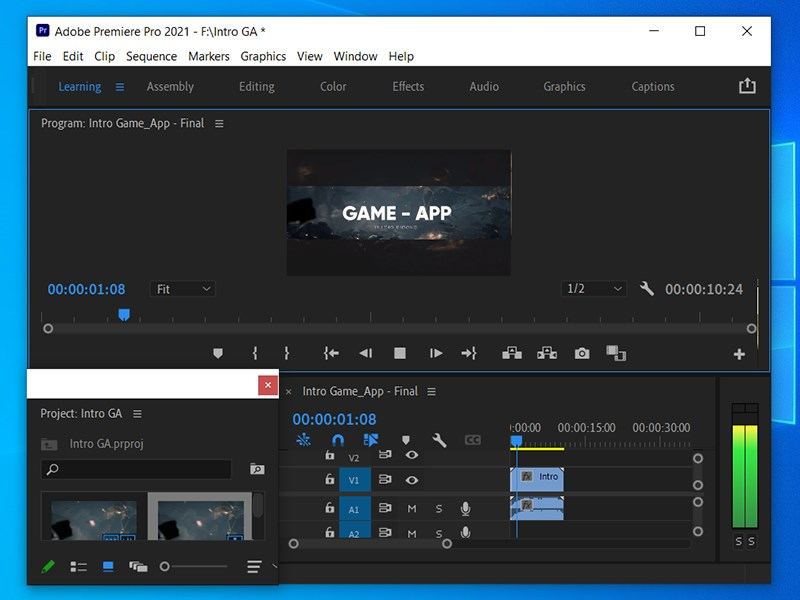 Pr Adobe Premiere Pro 2021 - F:\Intro GA *
File Edit Clip Sequence Markers Graphics View Window Help
Learning Assembly Editing Color Effects Audio Graphics Captions
Program: Intro Game_App - Final
GAME - APP
00:00:01:08 Fit 1/2 00:00:10:24
Project: Intro GA
Intro GA.prproj
Intro Game_App - Final
00:00:01:08
:00:00 00:00:15:00 00:00:30:00
CC
V2
V1 Intro
A1 M S
A2 M S
S S